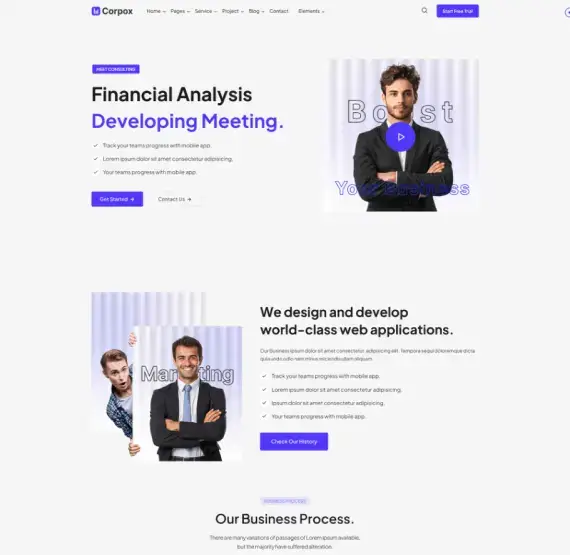 Corpox
Home Pages Service Project Blog Contact Elements
Start Free Trial
MEET CONSULTING
Financial Analysis
Developing Meeting.
Track your teams progress with mobile app.
Lorem ipsum dolor sit amet consectetur adipisicing.
Your teams progress with mobile app.
Get Started
Contact Us
Boost
Your Business
We design and develop
world-class web applications.
Our Business ipsum dolor sit amet consectetur, adipisicing elit. Tempora sequi doloremque dicta
quia unde odio nam minus reiciendis ullam aliquam
Track your teams progress with mobile app.
Lorem ipsum dolor sit amet consectetur, adipisicing.
Ipsum dolor sit amet consectetur adipisicing.
Your teams progress with mobile app.
Marketing
Check Our History
BUSINESS PROCESS
Our Business Process.
There are many variations of passages of Lorem Ipsum available,
but the majority have suffered alteration.